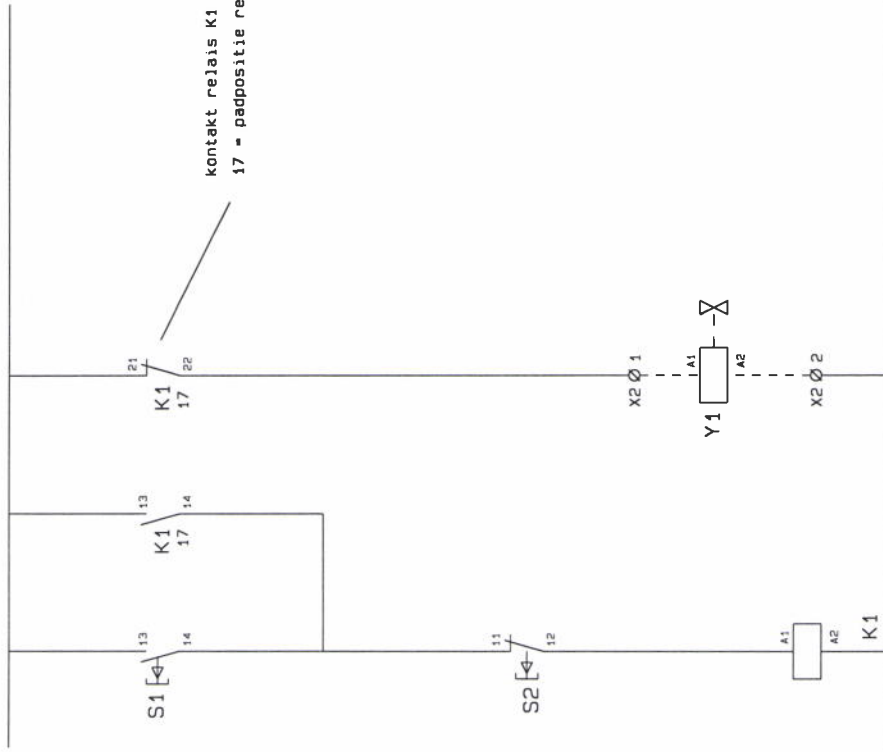 kontakt relais K1
17 = padpositie re
21
K1
22
17
13
13
K1
14
14
17
S1
X2 1
A1
Y1
A2
X2 2
11
S2
12
A1
A2
K1